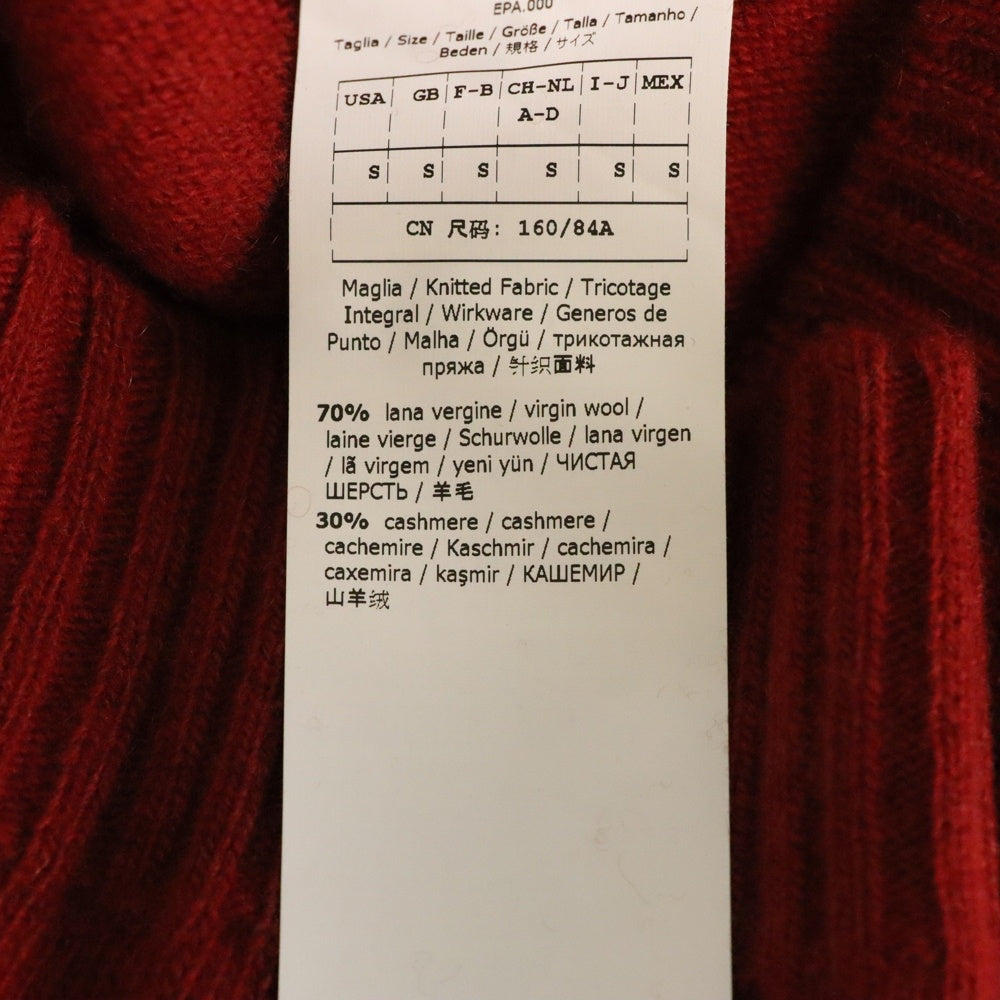 EPA.000
Taglia / Size / Taille / Größe / Talla / Tamanho /
Beden / 規格 / サイズ
USA GB F-B CH-NL I-J MEX
A-D
S S S S S S
CN 尺码: 160/84A
Maglia / Knitted Fabric / Tricotage
Integral / Wirkware / Generos de
Punto / Malha / Örgü / трикотажная
пряжа / 针织面料
70% lana vergine / virgin wool /
laine vierge / Schurwolle / lana virgen
/ lã virgem / yeni yün / ЧИСТАЯ
ШЕРСТЬ / 羊毛
30% cashmere / cashmere /
cachemire / Kaschmir / cachemira /
caxemira / kaşmir / КАШЕМИР /
山羊绒